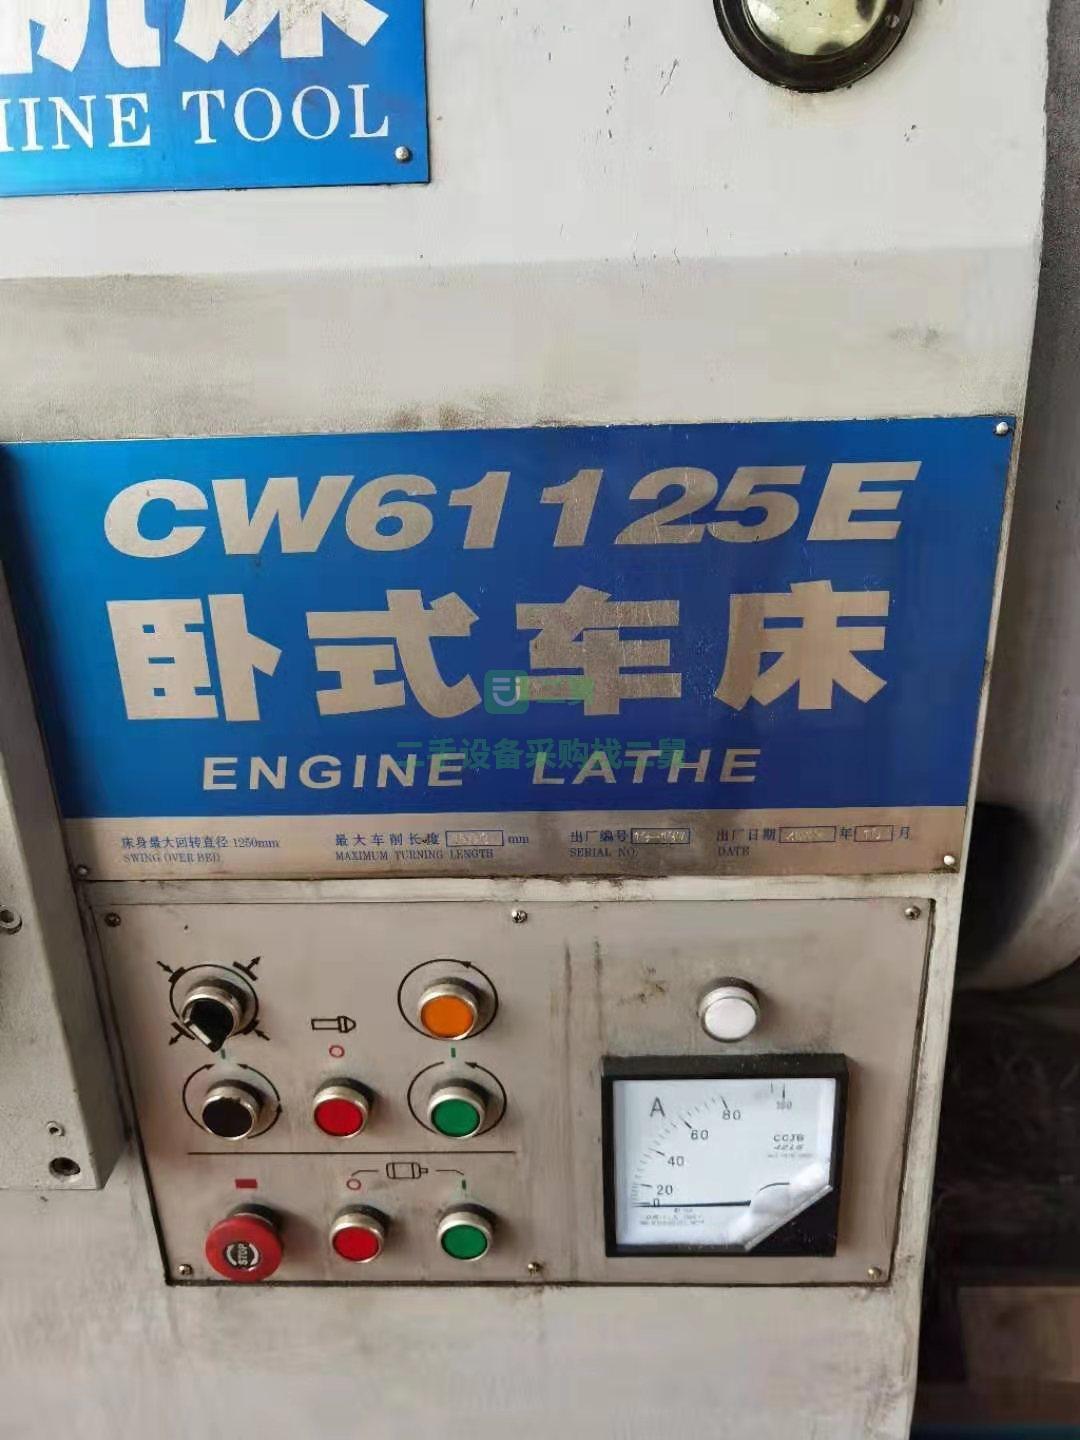 床
HINE TOOL
CW61125E
卧式车床
二手设备采购找三舅
ENGINE LATHE
床身最大回转直径 1250mm 最大车削长度 mm 出厂编号 出厂日期 年 10 月
SWING OVER BED MAXIMUM TURNING LENGTH SERIAL NO. DATE
A
100
80
60
40
20
0
STOP